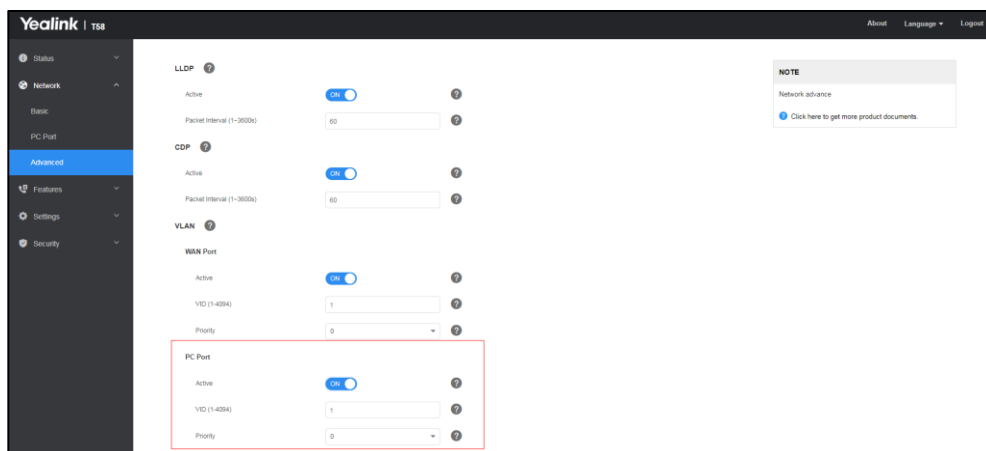 Yealink | T58
About Language Logout
Status
Network
Basic
PC Port
Advanced
Features
Settings
Security
LLDP ?
Active ON ?
Packet Interval (1~3600s) 60 ?
CDP ?
Active ON ?
Packet Interval (1~3600s) 60 ?
VLAN ?
WAN Port
Active ON ?
VID (1-4094) 1 ?
Priority 0 ?
PC Port
Active ON ?
VID (1-4094) 1 ?
Priority 0 ?
NOTE
Network advance
? Click here to get more product documents.